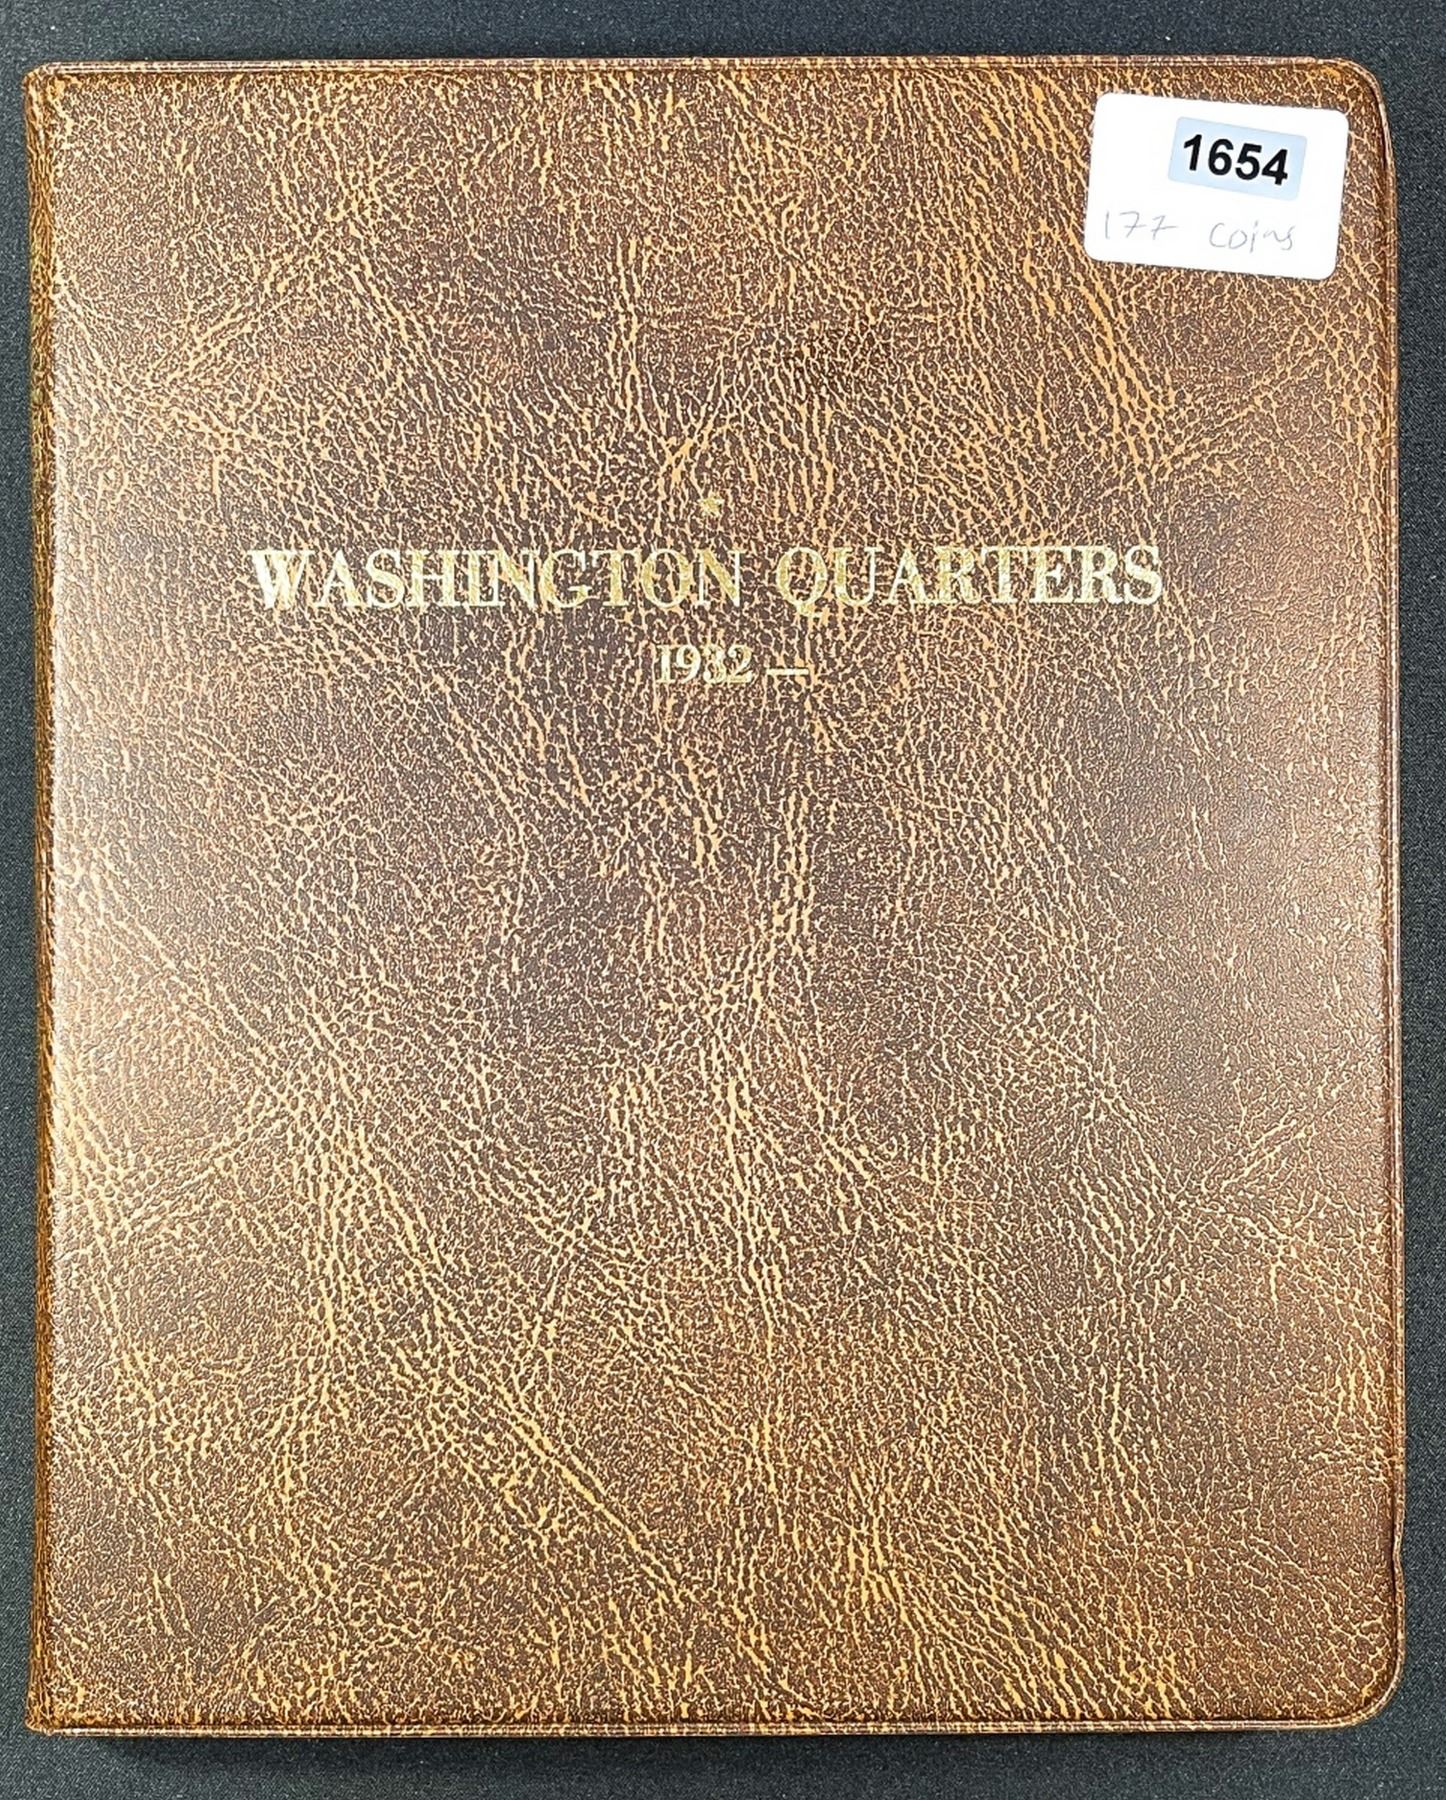 1654
177 coins
WASHINGTON QUARTERS
1932 —